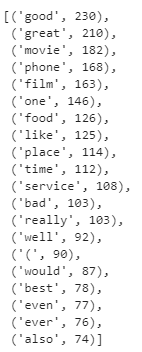 [('good', 230),
('great', 210),
('movie', 182),
('phone', 168),
('film', 163),
('one', 146),
('food', 126),
('like', 125),
('place', 114),
('time', 112),
('service', 108),
('bad', 103),
('really', 103),
('well', 92),
('(', 90),
('would', 87),
('best', 78),
('even', 77),
('ever', 76),
('also', 74)]